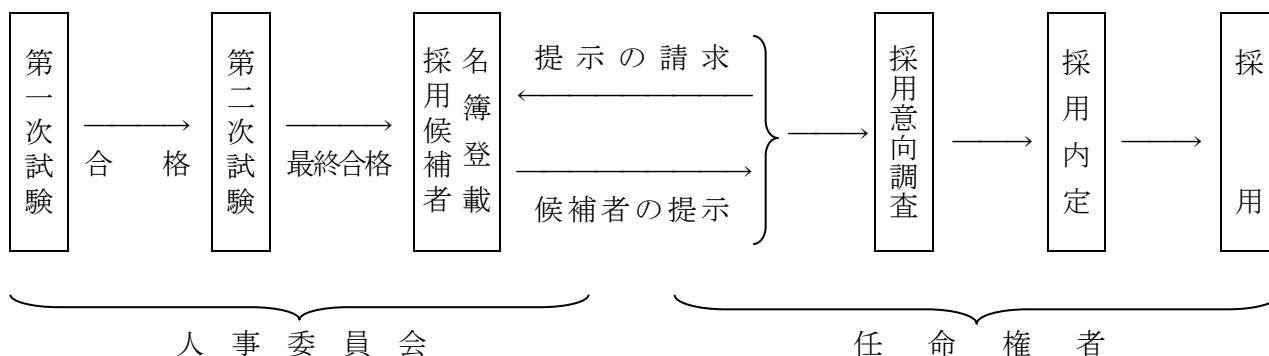 第一次試験
合格
第二次試験
最終合格
採用候補者
名簿登載
提示の請求
候補者の提示
採用意向調査
採用内定
採用
人事委員会
任命権者